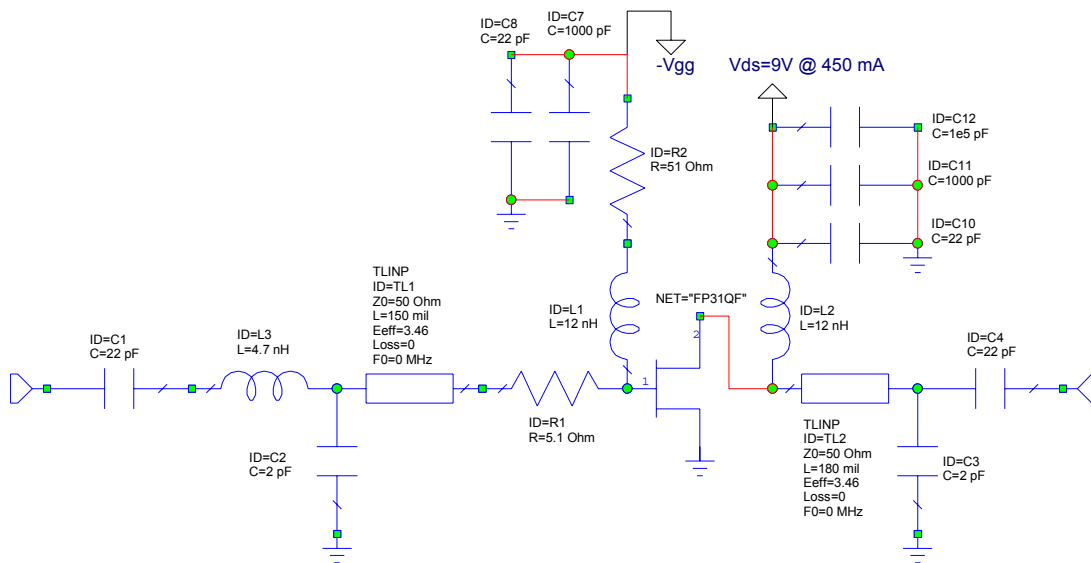 ID=C8
C=22 pF
ID=C7
C=1000 pF
-Vgg
Vds=9V @ 450 mA
ID=C12
C=1e5 pF
ID=R2
R=51 Ohm
ID=C11
C=1000 pF
ID=C10
C=22 pF
TLINP
ID=TL1
Z0=50 Ohm
L=150 mil
Eeff=3.46
Loss=0
F0=0 MHz
ID=L1
L=12 nH
NET="FP31QF"
ID=L2
L=12 nH
ID=C1
C=22 pF
ID=L3
L=4.7 nH
2
1
ID=C4
C=22 pF
ID=R1
R=5.1 Ohm
TLINP
ID=TL2
Z0=50 Ohm
L=180 mil
Eeff=3.46
Loss=0
F0=0 MHz
ID=C2
C=2 pF
ID=C3
C=2 pF